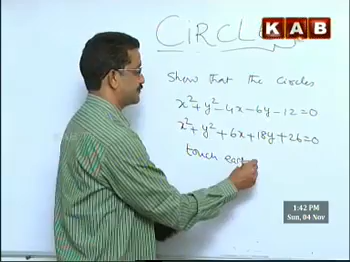 KAB
CiRCLE
Show that the Circles
x²+y²-4x-6y-12=0
x²+y²+6x+18y+26=0
touch eac
1:42 PM
Sun, 04 Nov